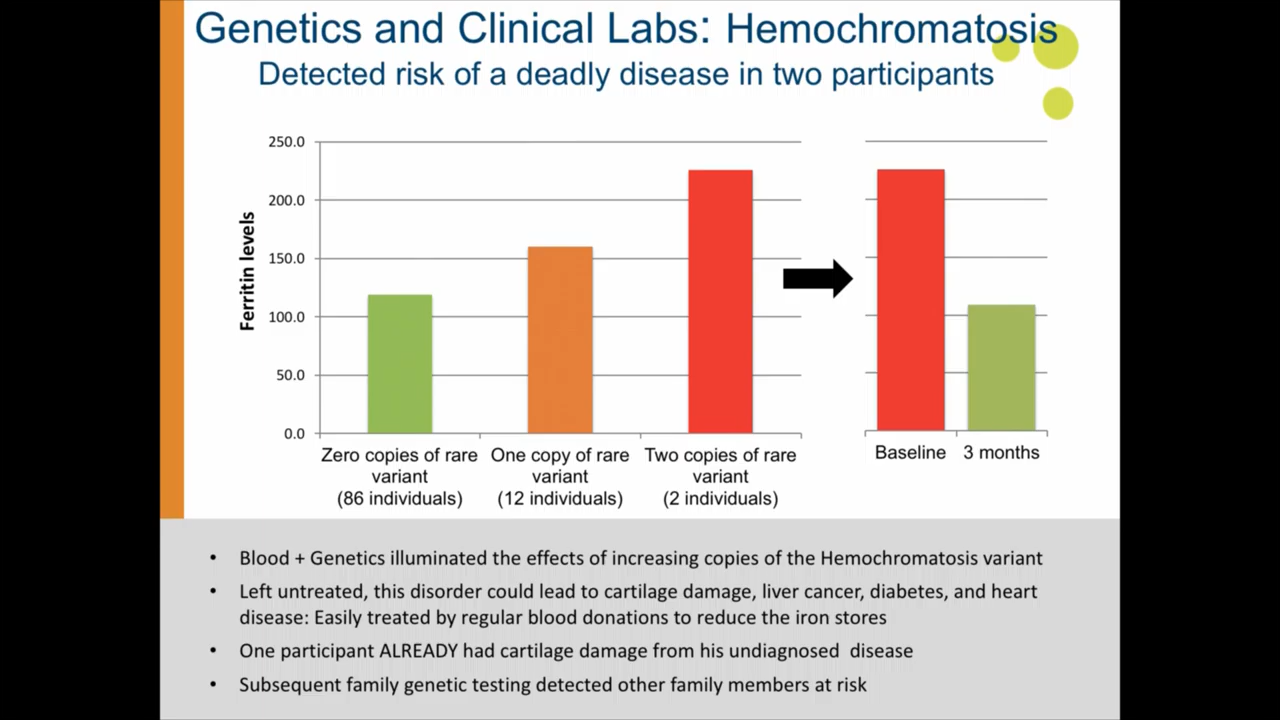 Genetics and Clinical Labs: Hemochromatosis
Detected risk of a deadly disease in two participants
250.0
200.0
150.0
100.0
50.0
0.0
Ferritin levels
Zero copies of rare
variant
(86 individuals)
One copy of rare
variant
(12 individuals)
Two copies of rare
variant
(2 individuals)
Baseline
3 months
• Blood + Genetics illuminated the effects of increasing copies of the Hemochromatosis variant
• Left untreated, this disorder could lead to cartilage damage, liver cancer, diabetes, and heart
disease: Easily treated by regular blood donations to reduce the iron stores
• One participant ALREADY had cartilage damage from his undiagnosed  disease
• Subsequent family genetic testing detected other family members at risk